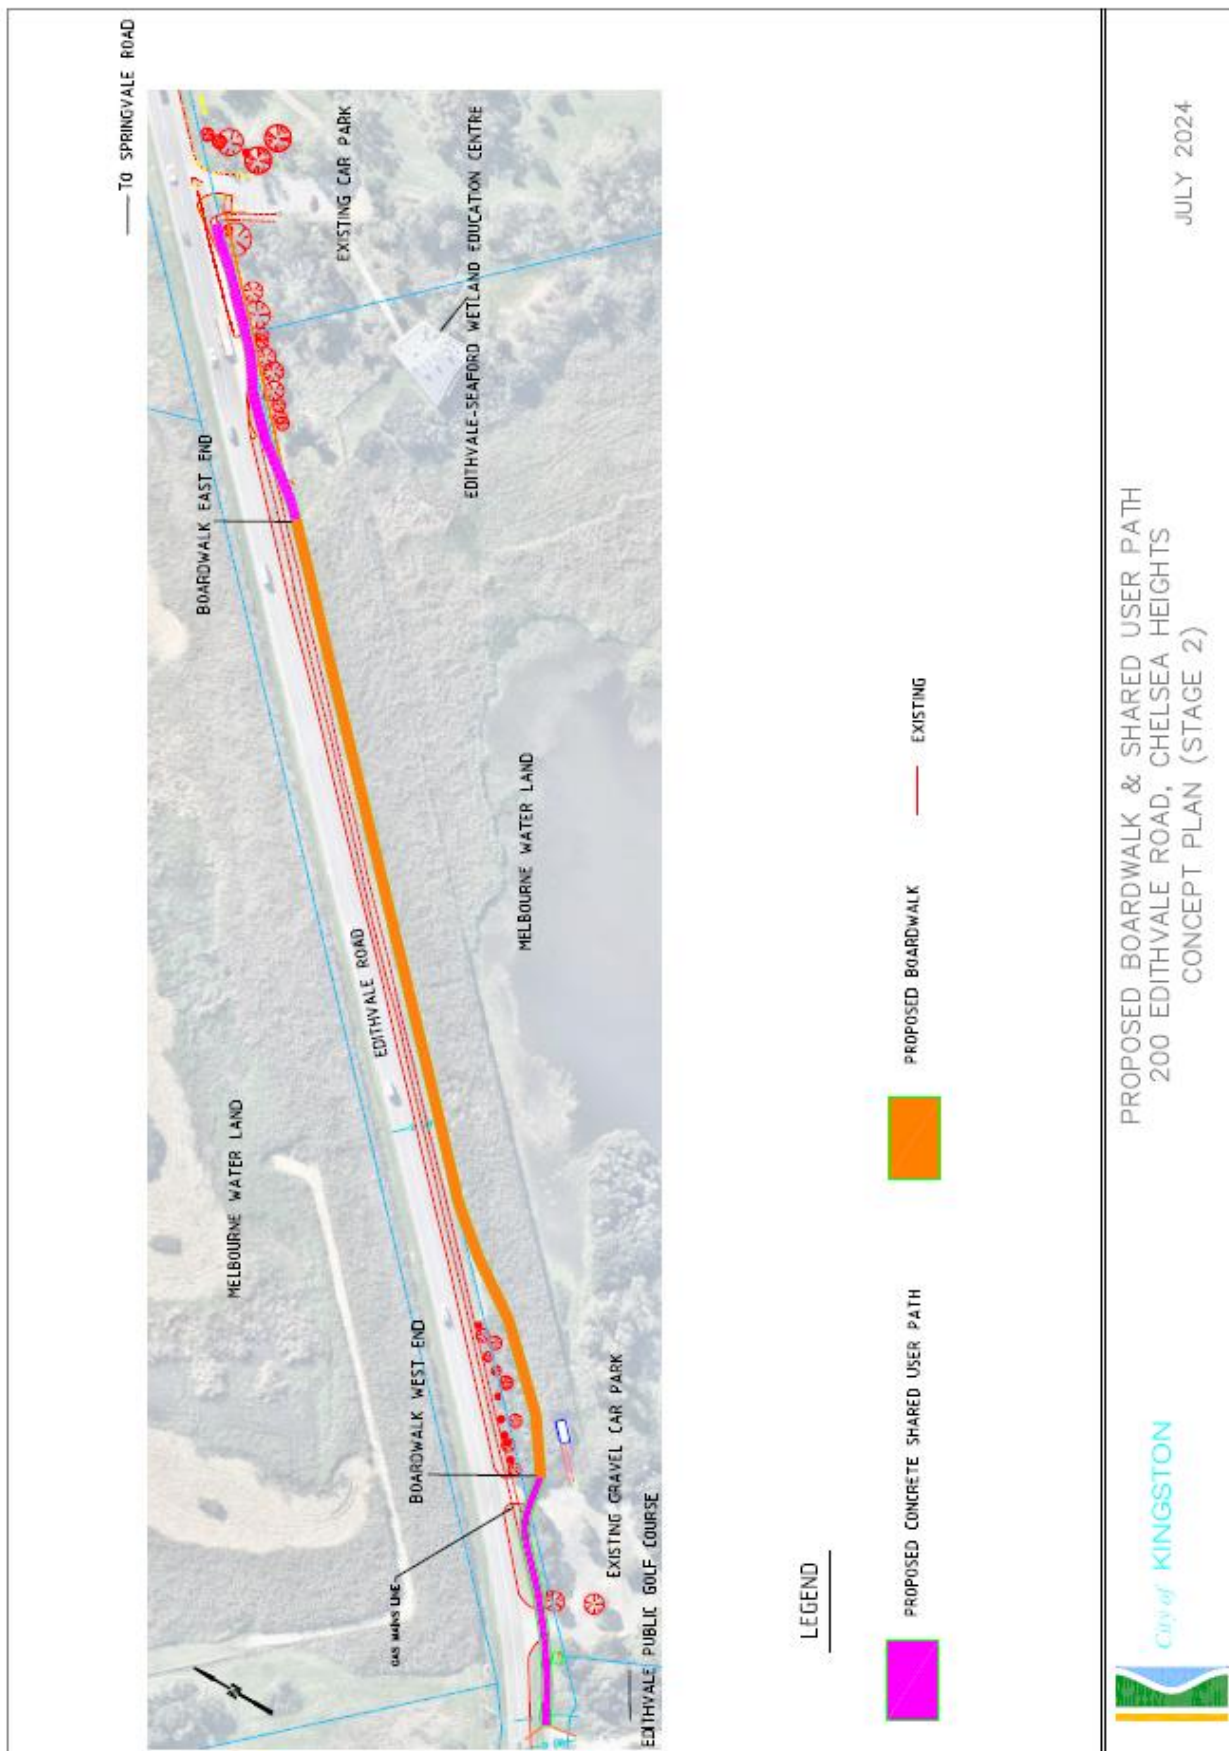 TO SPRINGVALE ROAD
EXISTING CAR PARK
EDITHVALE-SEAFORD WETLAND EDUCATION CENTRE
BOARDWALK EAST END
EDITHVALE ROAD
MELBOURNE WATER LAND
MELBOURNE WATER LAND
BOARDWALK WEST END
GAS MAINS LINE
EXISTING GRAVEL CAR PARK
EDITHVALE PUBLIC GOLF COURSE
LEGEND
PROPOSED CONCRETE SHARED USER PATH
PROPOSED BOARDWALK
EXISTING
City of KINGSTON
PROPOSED BOARDWALK & SHARED USER PATH
200 EDITHVALE ROAD, CHELSEA HEIGHTS
CONCEPT PLAN (STAGE 2)
JULY 2024